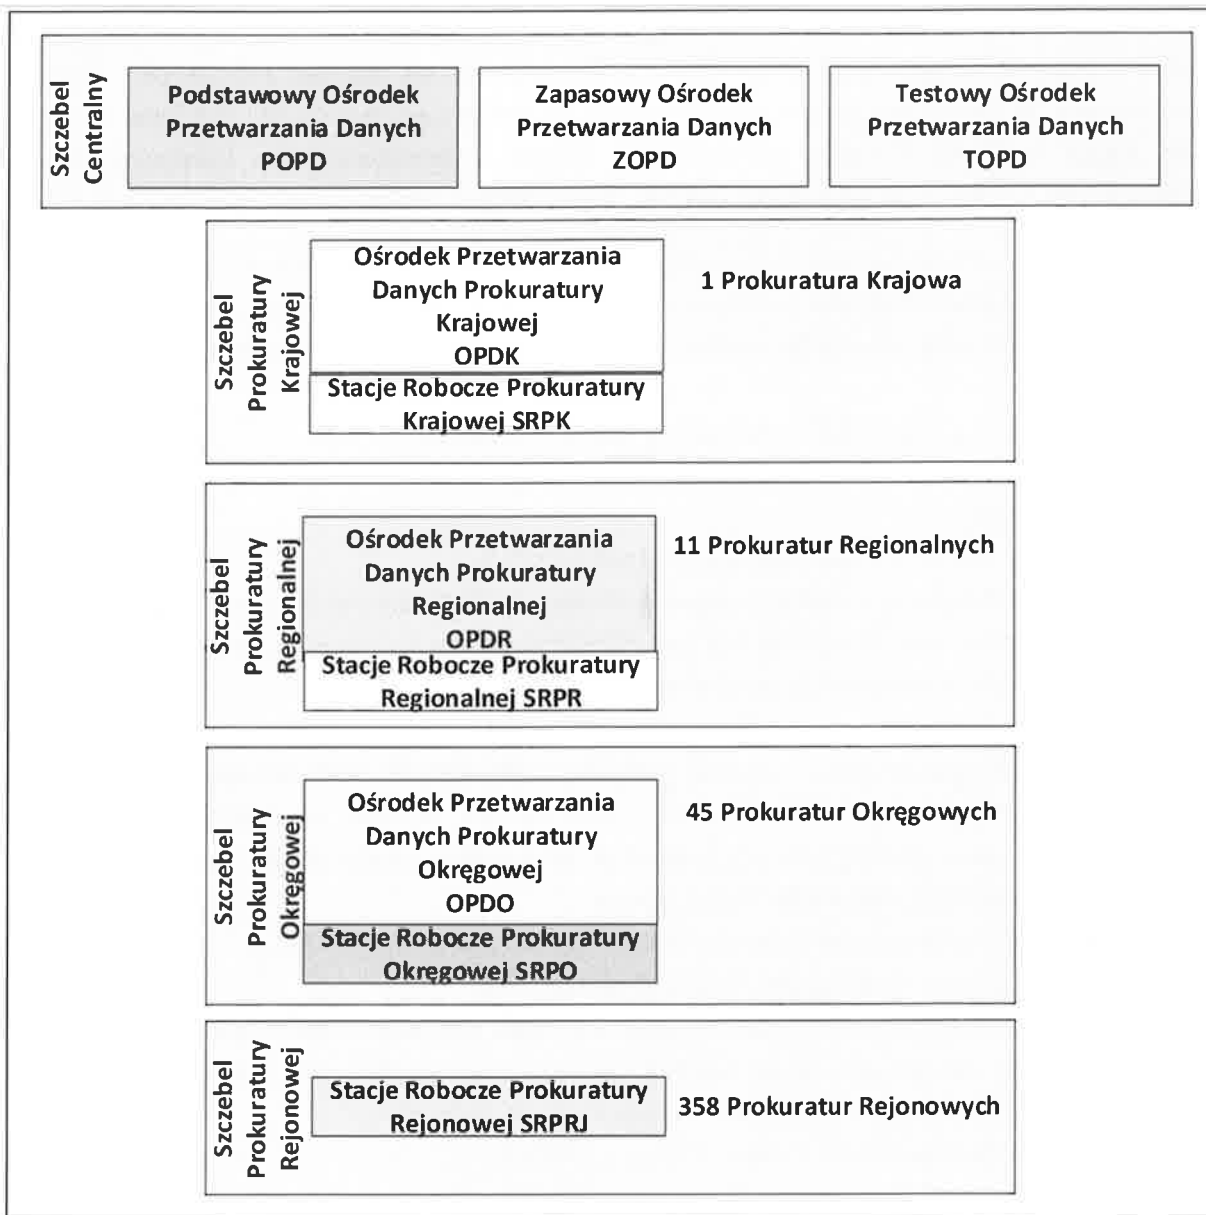 Szczebel
Centralny
Podstawowy Ośrodek
Przetwarzania Danych
POPD
Zapasowy Ośrodek
Przetwarzania Danych
ZOPD
Testowy Ośrodek
Przetwarzania Danych
TOPD
Szczebel
Prokuratury
Krajowej
Ośrodek Przetwarzania
Danych Prokuratury
Krajowej
OPDK
Stacje Robocze Prokuratury
Krajowej SRPK
1 Prokuratura Krajowa
Szczebel
Prokuratury
Regionalnej
Ośrodek Przetwarzania
Danych Prokuratury
Regionalnej
OPDR
Stacje Robocze Prokuratury
Regionalnej SRPR
11 Prokuratur Regionalnych
Szczebel
Prokuratury
Okręgowej
Ośrodek Przetwarzania
Danych Prokuratury
Okręgowej
OPDO
Stacje Robocze Prokuratury
Okręgowej SRPO
45 Prokuratur Okręgowych
Szczebel
Prokuratury
Rejonowej
Stacje Robocze Prokuratury
Rejonowej SRPRJ
358 Prokuratur Rejonowych